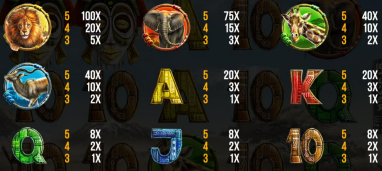 5 100X 5 75X 5 40X
4 20X 4 15X 4 10X
3 5X 3 3X 3 2X
5 40X A 5 20X K 5 20X
4 10X 4 3X 4 3X
3 2X 3 1X 3 1X
Q 5 8X J 5 8X 10 5 8X
4 2X 4 2X 4 2X
3 1X 3 1X 3 1X